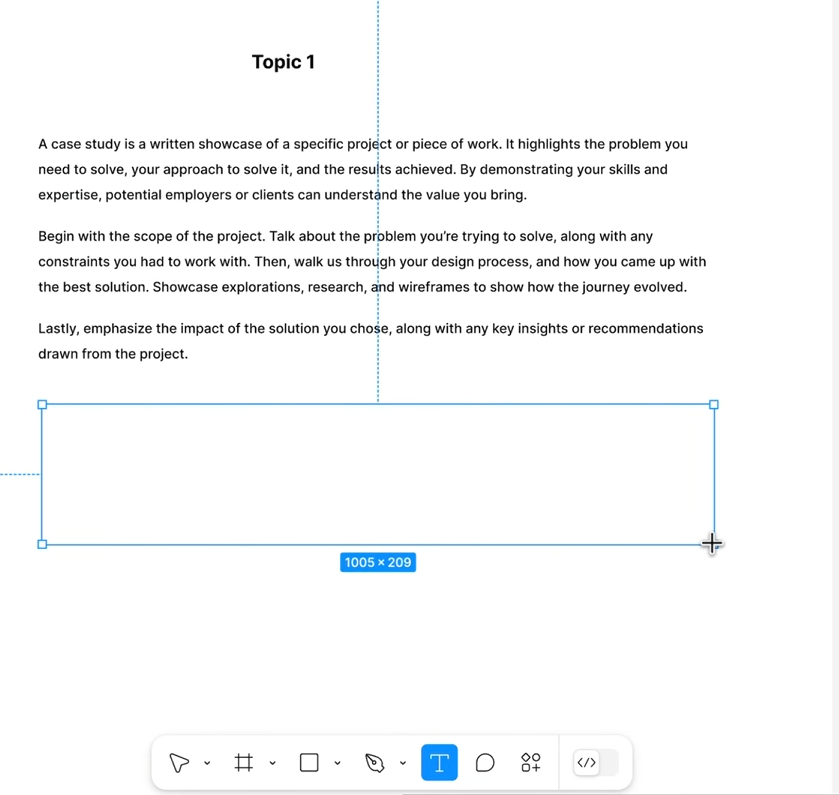 Topic 1
A case study is a written showcase of a specific project or piece of work. It highlights the problem you
need to solve, your approach to solve it, and the results achieved. By demonstrating your skills and
expertise, potential employers or clients can understand the value you bring.
Begin with the scope of the project. Talk about the problem you’re trying to solve, along with any
constraints you had to work with. Then, walk us through your design process, and how you came up with
the best solution. Showcase explorations, research, and wireframes to show how the journey evolved.
Lastly, emphasize the impact of the solution you chose, along with any key insights or recommendations
drawn from the project.
1005 × 209